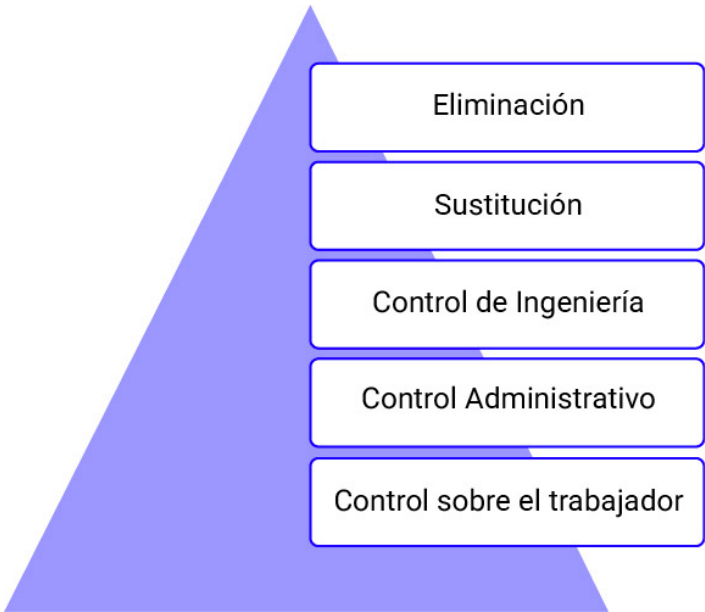 Eliminación
Sustitución
Control de Ingeniería
Control Administrativo
Control sobre el trabajador